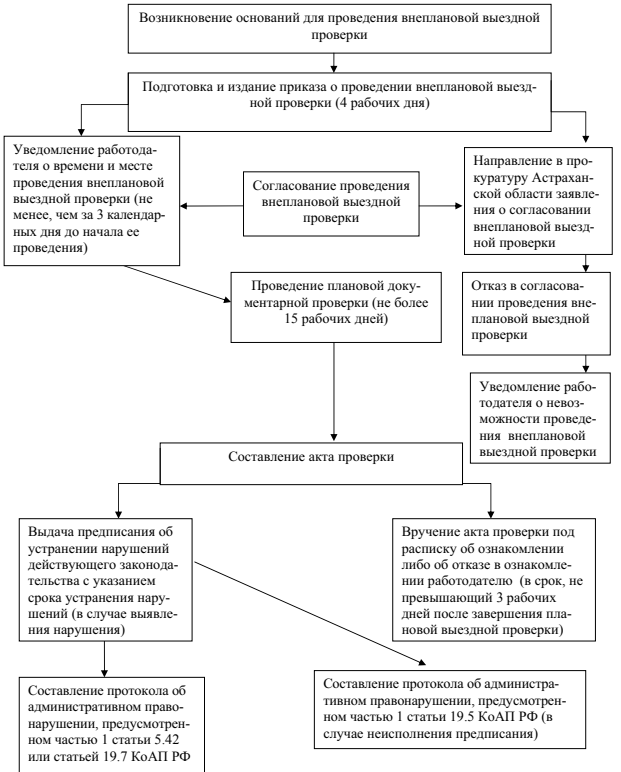 Возникновение оснований для проведения внеплановой выездной
проверки
Подготовка и издание приказа о проведении внеплановой выезд-
ной проверки (4 рабочих дня)
Уведомление работода-
теля о времени и месте
проведения внеплановой
выездной проверки (не
менее, чем за 3 календар-
ных дня до начала ее
проведения)
Согласование проведения
внеплановой выездной
проверки
Направление в про-
куратуру Астрахан-
ской области заявления
о согласовании
внеплановой выезд-
ной проверки
Проведение плановой доку-
ментарной проверки (не более
15 рабочих дней)
Отказ в согласова-
нии проведения вне-
плановой выездной
проверки
Уведомление рабо-
тодателя о невоз-
можности проведе-
ния внеплановой
выездной проверки
Составление акта проверки
Выдача предписания об
устранении нарушений
действующего законода-
тельства с указанием
срока устранения нару-
шений (в случае выявле-
ния нарушения)
Вручение акта проверки под
расписку об ознакомлении
либо об отказе в ознакомле-
нии работодателю (в срок, не
превышающий 3 рабочих
дней после завершения пла-
новой выездной проверки)
Составление протокола об
административном право-
нарушении, предусмотрен-
ном частью 1 статьи 5.42
или статьей 19.7 КоАП РФ
Составление протокола об администра-
тивном правонарушении, предусмотрен-
ном частью 1 статьи 19.5 КоАП РФ (в
случае неисполнения предписания)